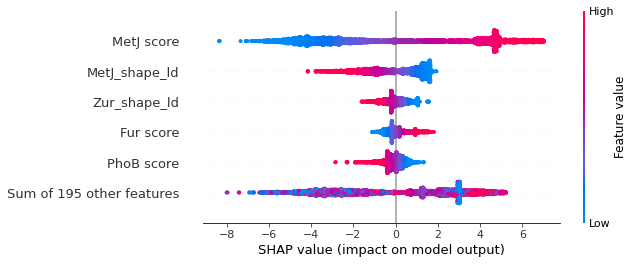 High
MetJ score
MetJ_shape_ld
Zur_shape_ld
Fur score
PhoB score
Sum of 195 other features
Feature value
Low
−8 −6 −4 −2 0 2 4 6
SHAP value (impact on model output)